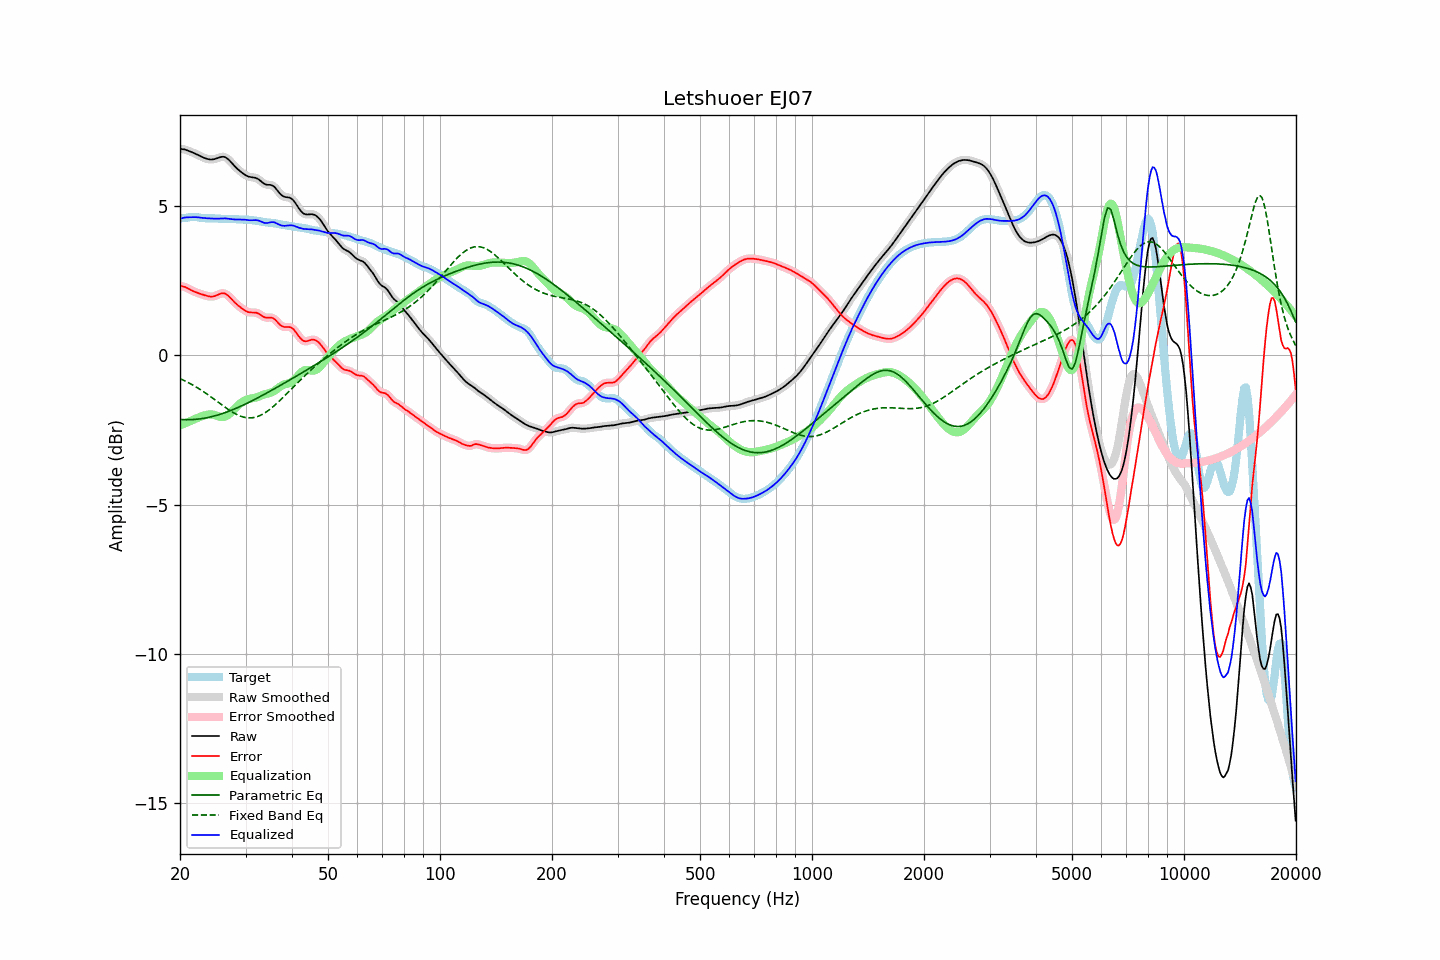 Letshuoer EJ07
Amplitude (dBr)
5
0
−5
−10
−15
Target
Raw Smoothed
Error Smoothed
Raw
Error
Equalization
Parametric Eq
Fixed Band Eq
Equalized
20 50 100 200 500 1000 2000 5000 10000 20000
Frequency (Hz)